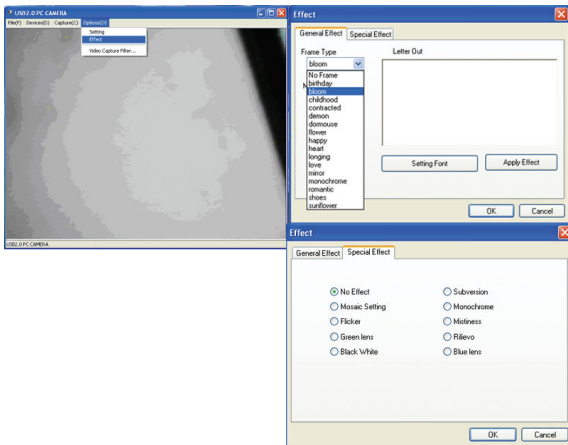 USB2.0 PC CAMERA
File(F) Devices(D) Capture(C) Options(O)
Setting
Effect
Video Capture Filter...
USB2.0 PC CAMERA
Effect
General Effect Special Effect
Frame Type
Letter Out
bloom
No Frame
birthday
bloom
childhood
contracted
demon
dormouse
flower
happy
heart
longing
love
mirror
monochrome
romantic
shoes
sunflower
Setting Font
Apply Effect
OK Cancel
Effect
General Effect Special Effect
No Effect
Mosaic Setting
Flicker
Green lens
Black White
Subversion
Monochrome
Mistiness
Rilievo
Blue lens
OK Cancel